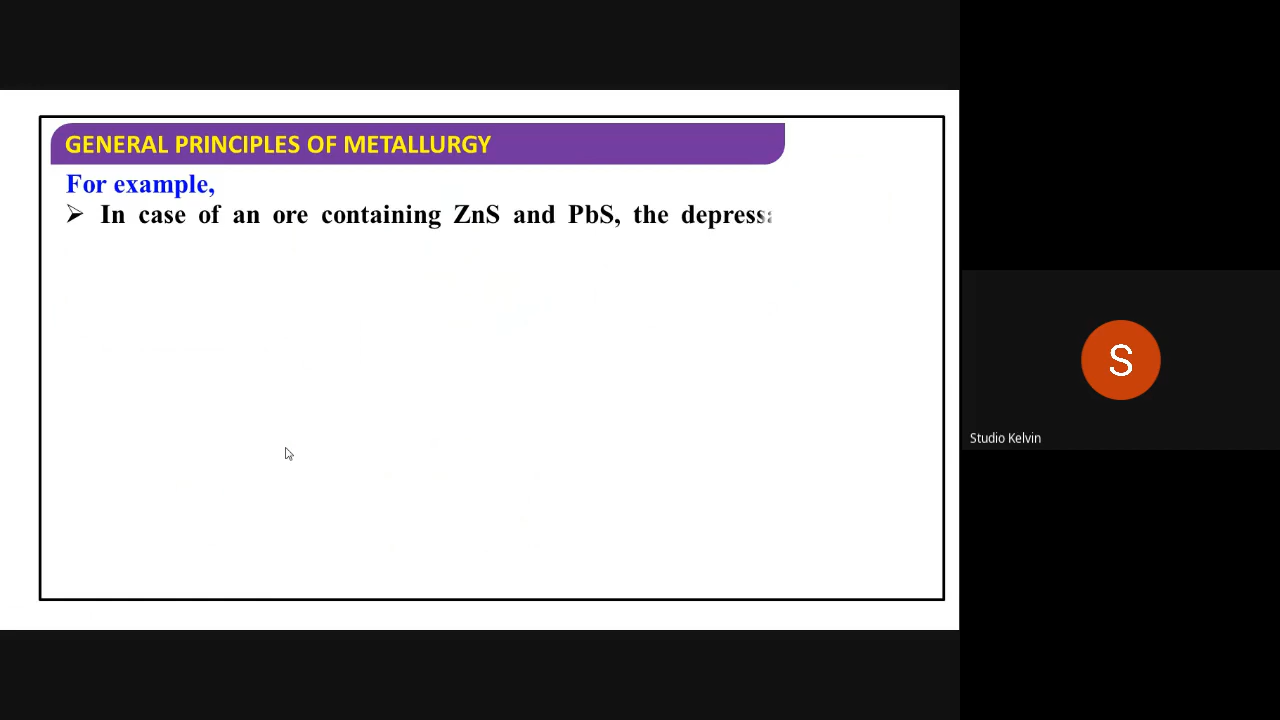 GENERAL PRINCIPLES OF METALLURGY
For example,
➢ In case of an ore containing ZnS and PbS, the
S
Studio Kelvin